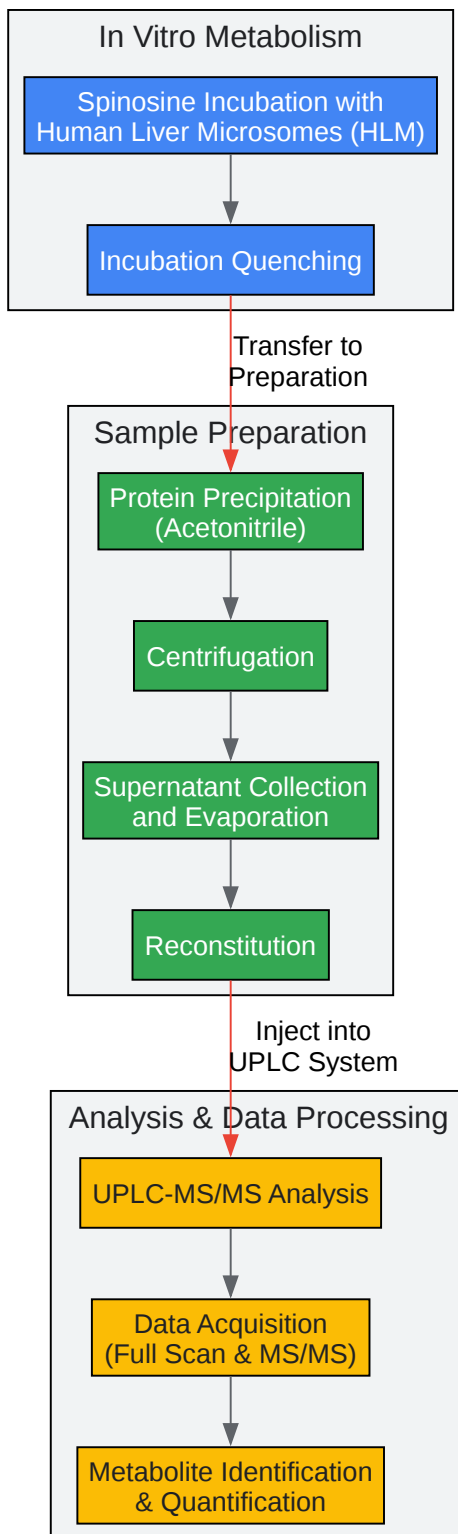 In Vitro Metabolism
Spinosine Incubation with
Human Liver Microsomes (HLM)
Incubation Quenching
Transfer to
Preparation
Sample Preparation
Protein Precipitation
(Acetonitrile)
Centrifugation
Supernatant Collection
and Evaporation
Reconstitution
Inject into
UPLC System
Analysis & Data Processing
UPLC-MS/MS Analysis
Data Acquisition
(Full Scan & MS/MS)
Metabolite Identification
& Quantification